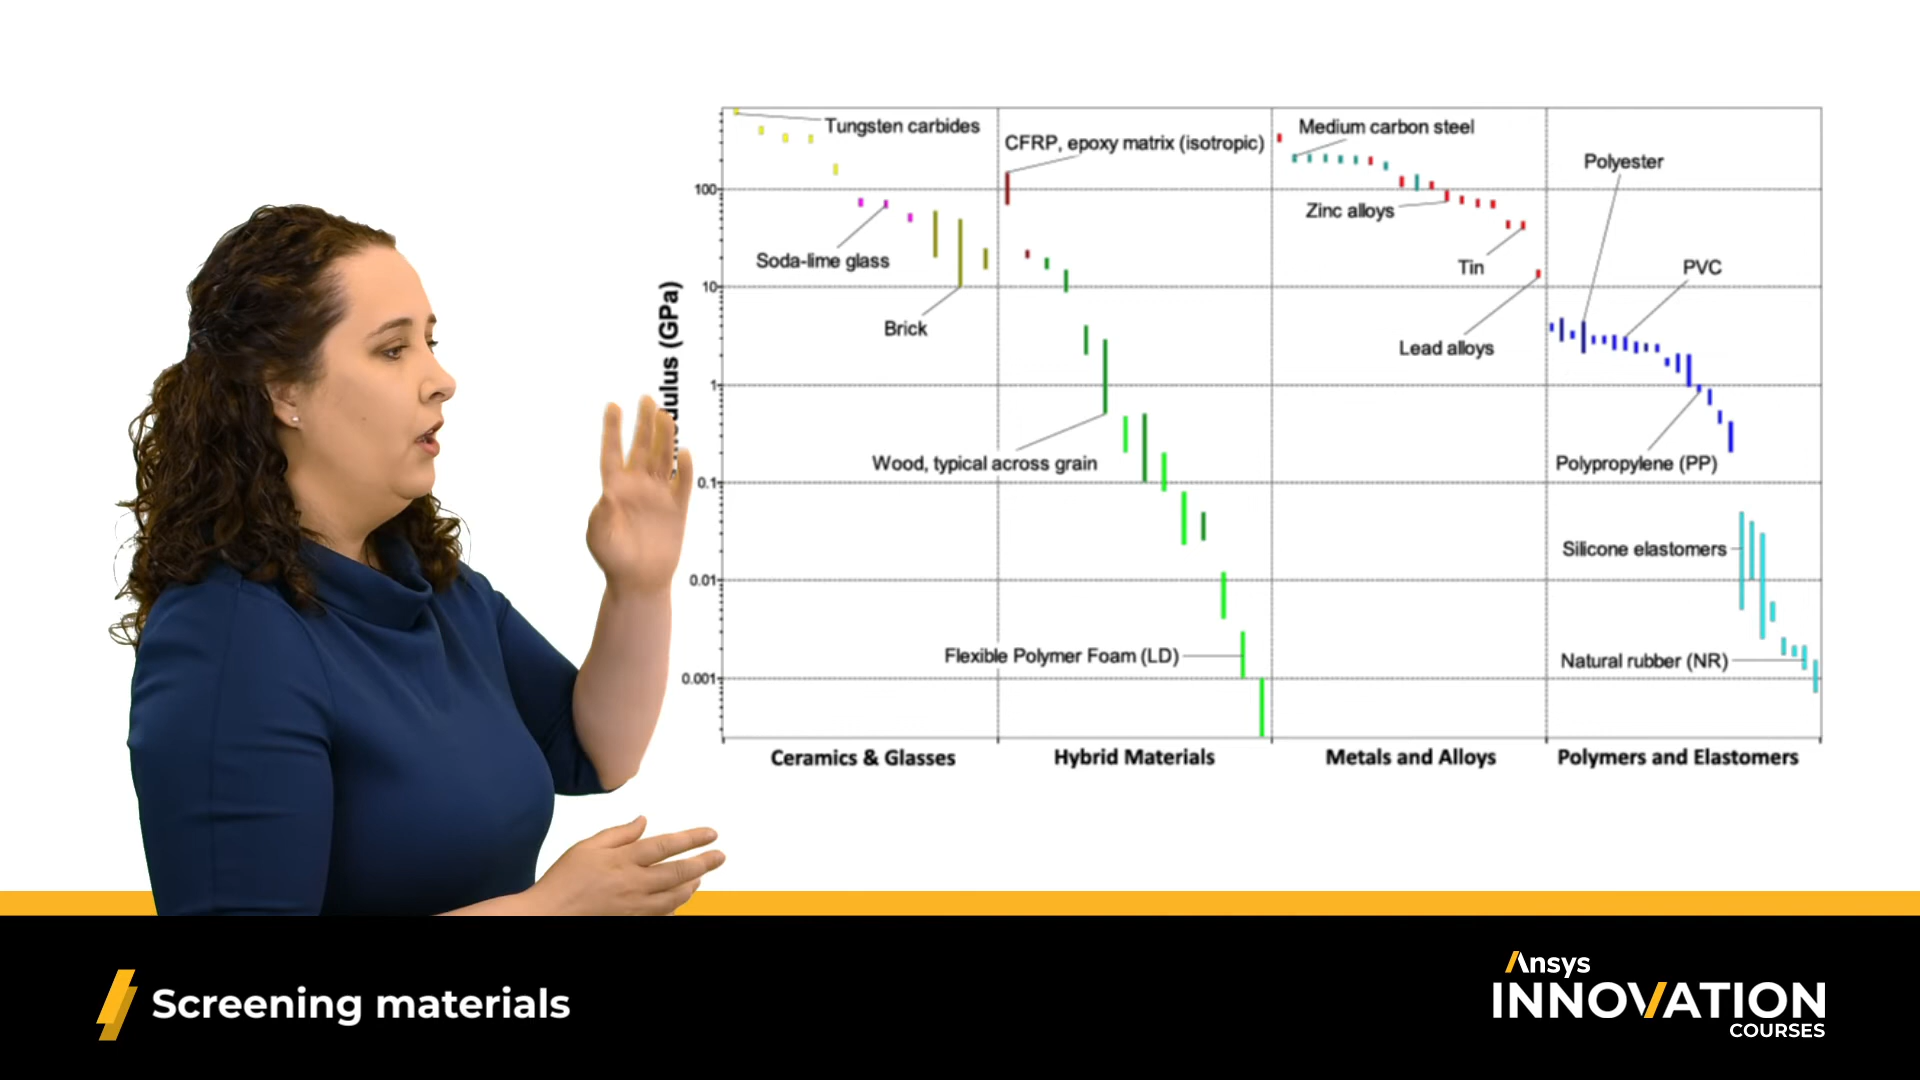 Tungsten carbides
Medium carbon steel
CFRP, epoxy matrix (isotropic)
Polyester
100
Zinc alloys
Soda-lime glass
Tin
PVC
10
Brick
Lead alloys
(GPa)
1
Wood, typical across grain
Polypropylene (PP)
0.1
Silicone elastomers
0.01
Flexible Polymer Foam (LD)
Natural rubber (NR)
0.001
Ceramics & Glasses
Hybrid Materials
Metals and Alloys
Polymers and Elastomers
Screening materials
Ansys
INNOVATION
COURSES